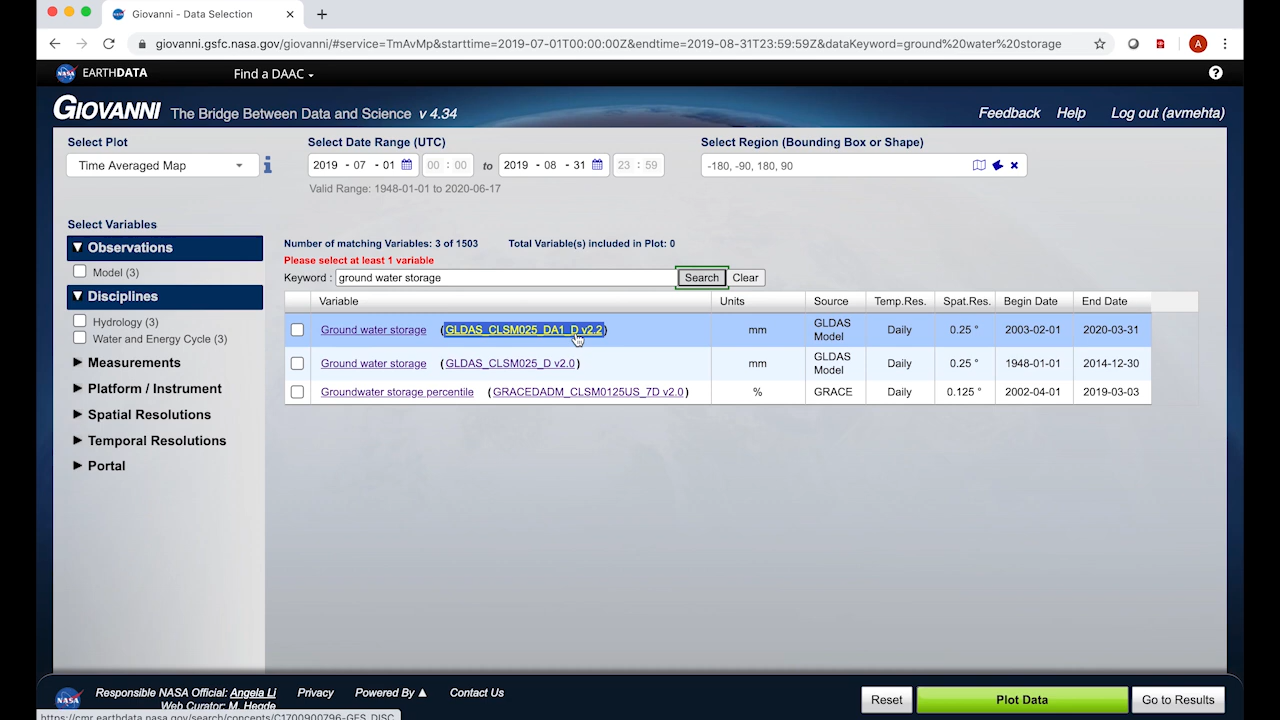 Giovanni - Data Selection
giovanni.gsfc.nasa.gov/giovanni/#service=TmAvMp&starttime=2019-07-01T00:00:00Z&endtime=2019-08-31T23:59:59Z&dataKeyword=ground%20water%20storage
A
NASA EARTHDATA Find a DAAC ?
GIOVANNI The Bridge Between Data and Science v 4.34 Feedback Help Log out (avmehta)
Select Plot Select Date Range (UTC) Select Region (Bounding Box or Shape)
Time Averaged Map i 2019 - 07 - 01 00 : 00 to 2019 - 08 - 31 23 : 59 -180, -90, 180, 90
Valid Range: 1948-01-01 to 2020-06-17
Select Variables
Observations
Model (3)
Disciplines
Hydrology (3)
Water and Energy Cycle (3)
Measurements
Platform / Instrument
Spatial Resolutions
Temporal Resolutions
Portal
Number of matching Variables: 3 of 1503 Total Variable(s) included in Plot: 0
Please select at least 1 variable
Keyword : ground water storage Search Clear
Variable Units Source Temp.Res. Spat.Res. Begin Date End Date
Ground water storage (GLDAS_CLSM025_DA1_D v2.2) mm GLDAS Model Daily 0.25 ° 2003-02-01 2020-03-31
Ground water storage (GLDAS_CLSM025_D v2.0) mm GLDAS Model Daily 0.25 ° 1948-01-01 2014-12-30
Groundwater storage percentile (GRACEDADM_CLSM0125US_7D v2.0) % GRACE Daily 0.125 ° 2002-04-01 2019-03-03
NASA Responsible NASA Official: Angela Li Privacy Powered By Contact Us Reset Plot Data Go to Results
Web Curator: M. Hegde
https://cmr.earthdata.nasa.gov/search/concepts/C1700900796-GES_DISC